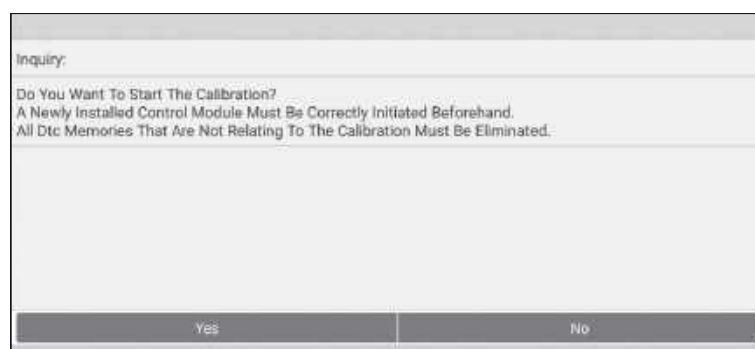 Inquiry:
Do You Want To Start The Calibration?
A Newly Installed Control Module Must Be Correctly Initiated Beforehand.
All Dtc Memories That Are Not Relating To The Calibration Must Be Eliminated.
Yes
No